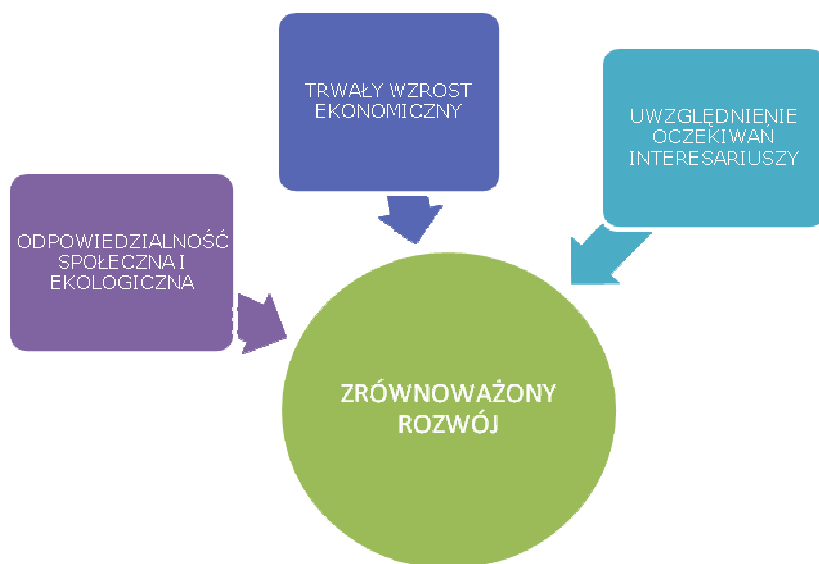 TRWAŁY WZROST
EKONOMICZNY
UWZGLĘDNIENIE
OCZEKIWAŃ
INTERESARIUSZY
ODPOWIEDZIALNOŚĆ
SPOŁECZNA I
EKOLOGICZNA
ZRÓWNOWAŻONY
ROZWÓJ